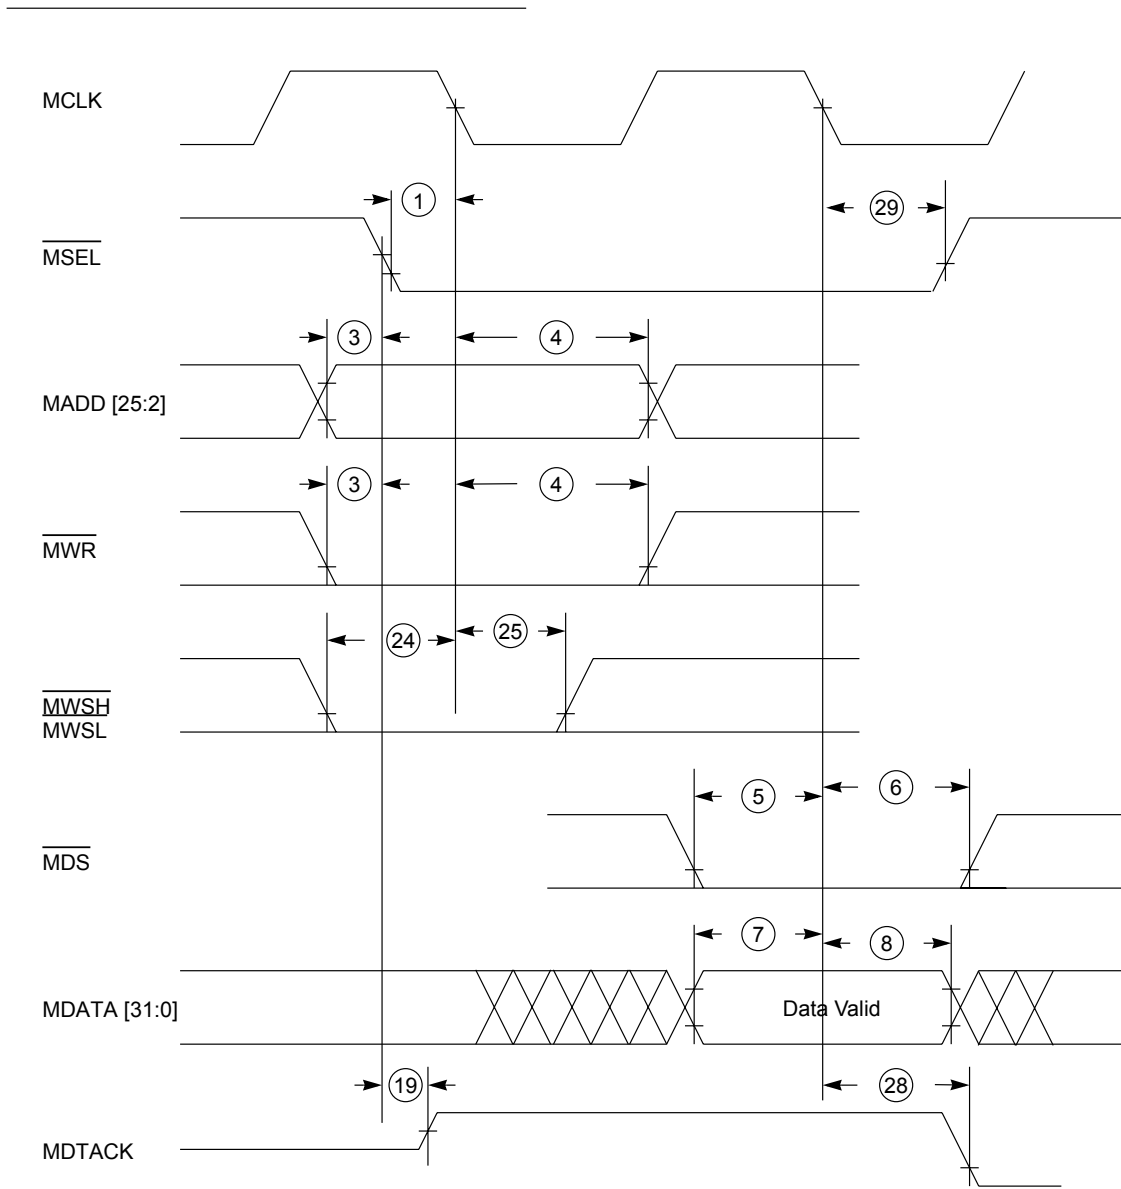 MCLK
1
29
MSEL
3
4
MADD [25:2]
3
4
MWR
24
25
MWSH
MWSL
5
6
MDS
7
8
MDATA [31:0]
Data Valid
19
28
MDTACK